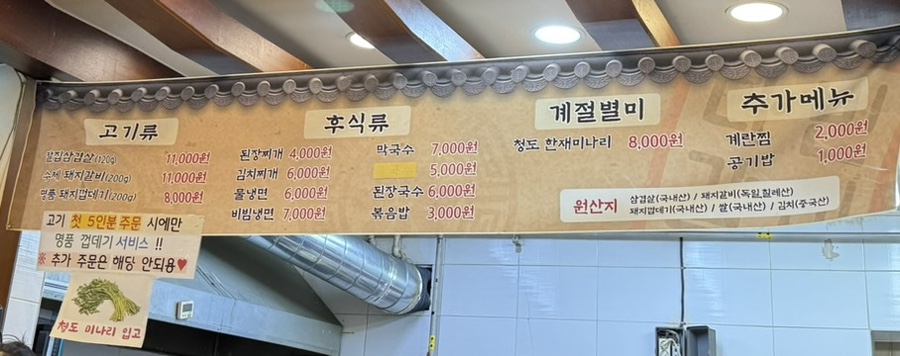 고기류
꿀집삼겹살(120g) 11,000원
수제 돼지갈비(200g) 11,000원
명품 돼지껍데기(200g) 8,000원
후식류
된장찌개 4,000원
김치찌개 6,000원
물냉면 6,000원
비빔냉면 7,000원
막국수 7,000원
5,000원
된장국수 6,000원
볶음밥 3,000원
계절별미
청도 한재미나리 8,000원
추가메뉴
계란찜 2,000원
공기밥 1,000원
원산지
삼겹살(국내산) / 돼지갈비(독일,칠레산)
돼지껍데기(국내산) / 쌀(국내산) / 김치(중국산)
고기 첫 5인분 주문 시에만
명품 껍데기 서비스 !!
※ 추가 주문은 해당 안되용♥
청도 미나리 입고